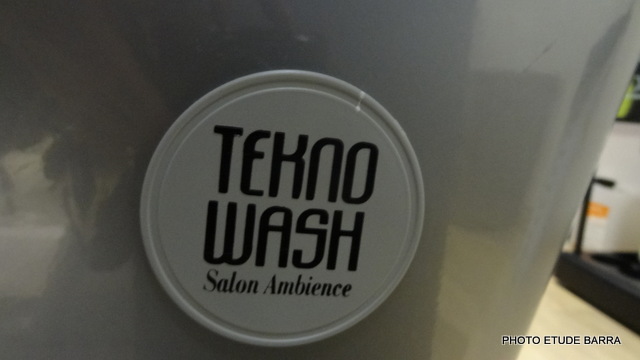 TEKNO
WASH
Salon Ambience
PHOTO ETUDE BARRA